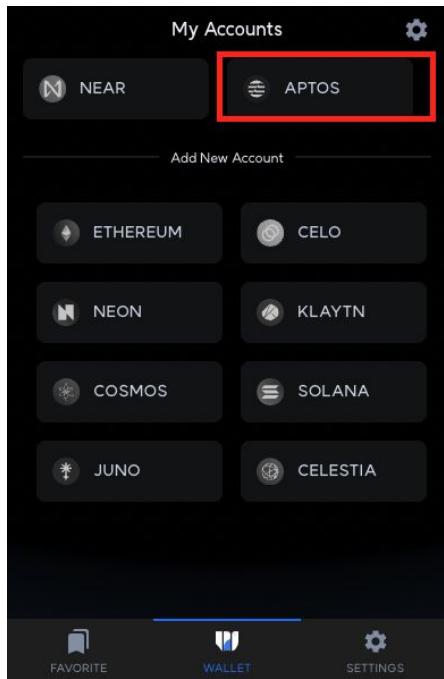 My Accounts
NEAR
APTOS
Add New Account
ETHEREUM
CELO
NEON
KLAYTN
COSMOS
SOLANA
JUNO
CELESTIA
FAVORITE
WALLET
SETTINGS